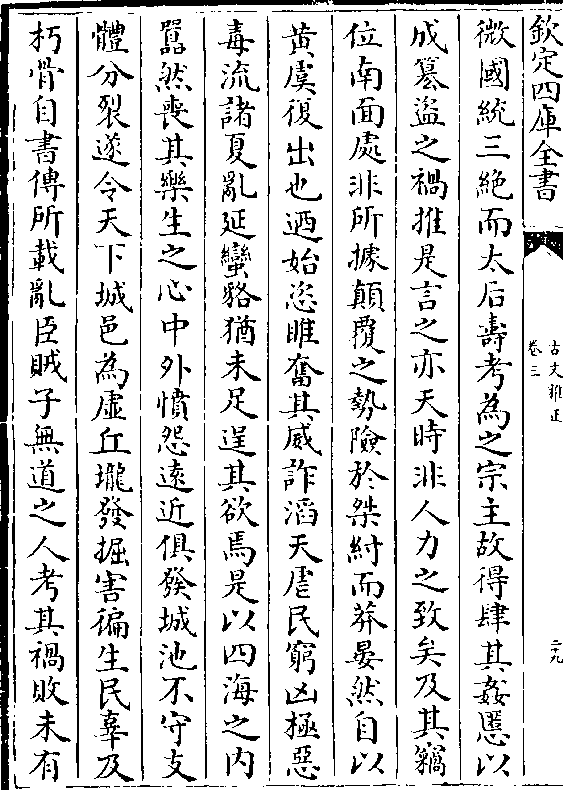 欽定四庫全書
古文雅正
卷三
二十九
微國統三絶而太后壽考為之宗主故得肆其姦慝以
成簒盜之禍推是言之亦天時非人力之致矣及其竊
位南面處非所據顛覆之勢險於桀紂而莽晏然自以
黄虞復出也迺始恣睢奮其威詐滔天虐民窮凶極惡
毒流諸夏亂延蠻貉猶未足逞其欲焉是以四海之内
囂然喪其樂生之心中外憤怨遠近俱發城池不守支
體分裂遂令天下城邑為虚丘壠發掘害徧生民辜及
朽骨自書傳所載亂臣賊子無道之人考其禍敗未有